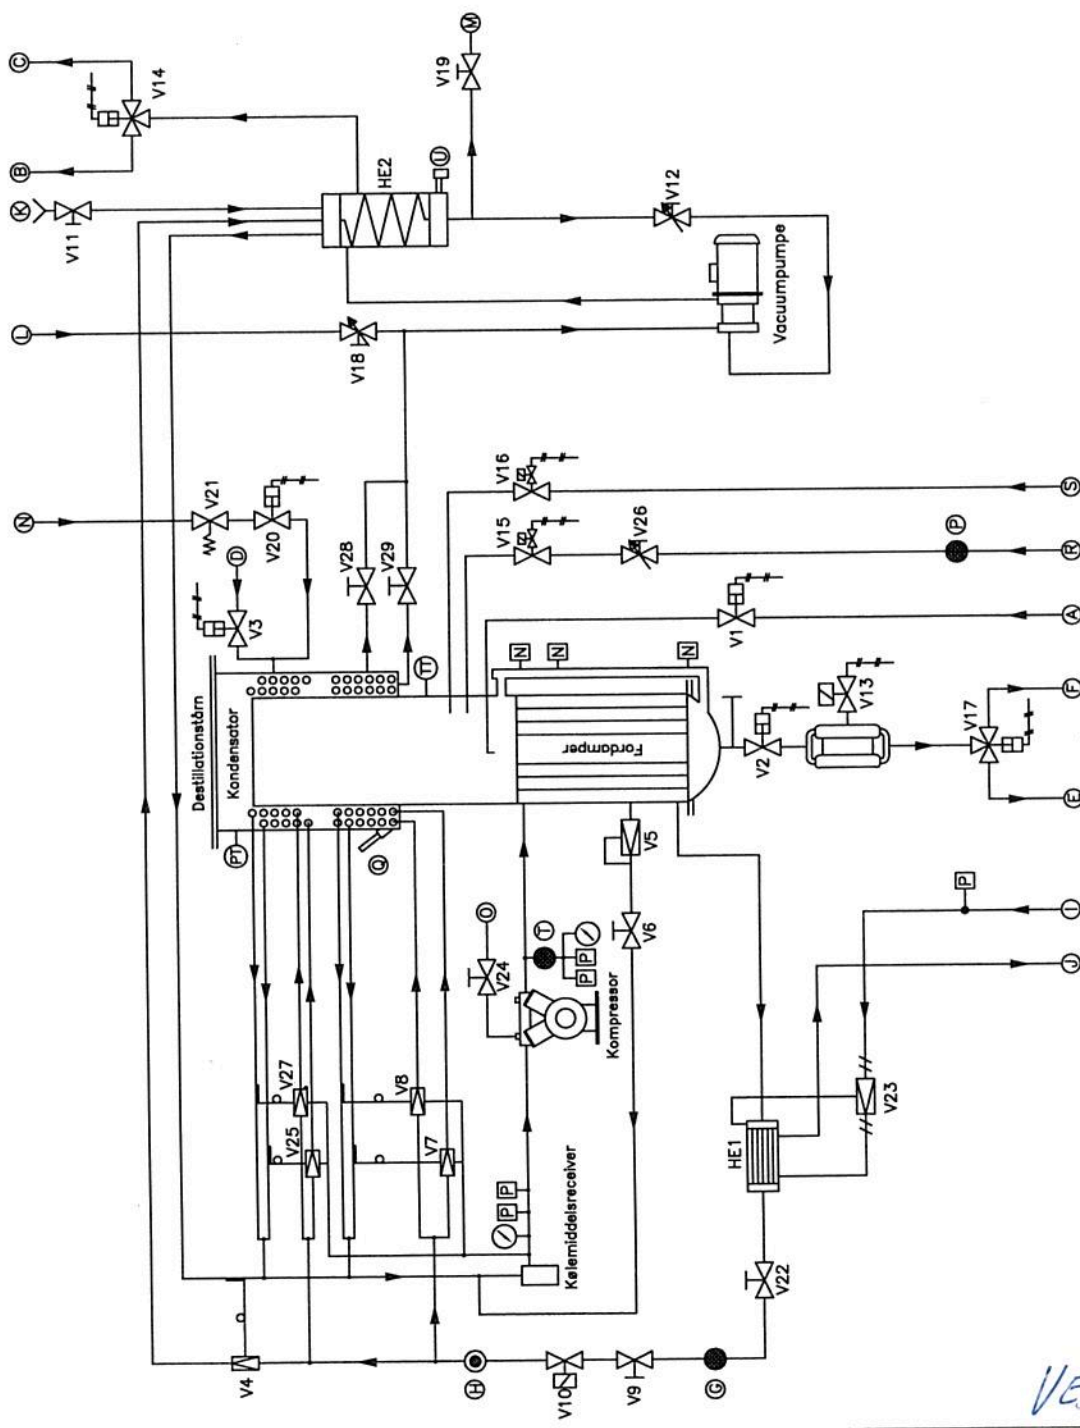 N
L
K
B
C
V11
V14
V21
Destillationstårn
D
V20
V3
Kondensator
PT
V4
V27
V25
Q
V28
V29
TT
V8
V7
V18
HE2
U
M
V19
H
P
P
O
V24
V16
V15
N
N
N
T
P
P
V10
V9
Kølemiddelsreceiver
Kompressor
Fordamper
V5
V6
V26
V12
Vacuumpumpe
G
HE1
V22
V1
V2
V13
V23
P
P
V17
J
I
E
F
A
R
S